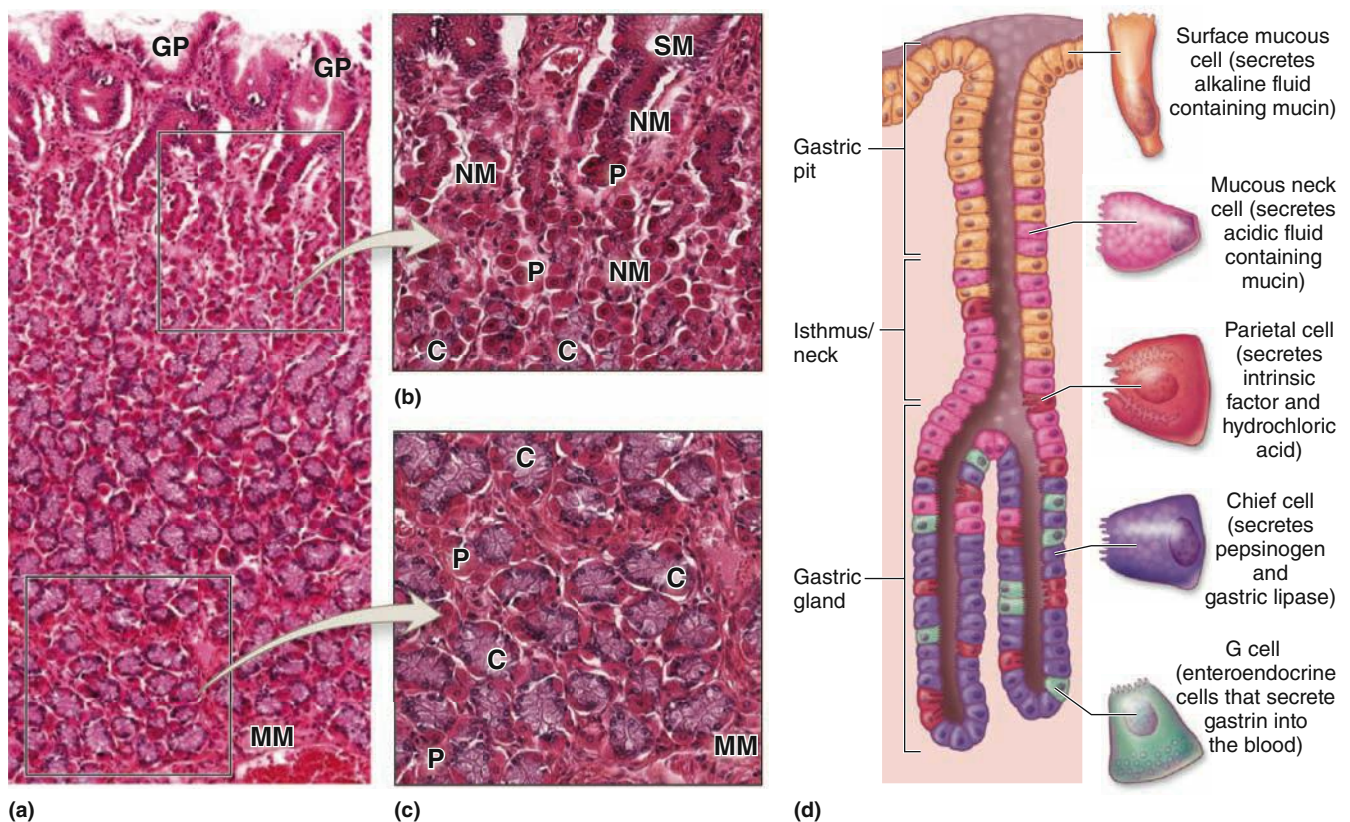 GP
GP
MM
(a)
SM
NM
NM
P
P
NM
C
C
(b)
C
P
C
C
P
MM
(c)
Gastric
pit
Isthmus/
neck
Gastric
gland
Surface mucous
cell (secretes
alkaline fluid
containing mucin)
Mucous neck
cell (secretes
acidic fluid
containing
mucin)
Parietal cell
(secretes
intrinsic
factor and
hydrochloric
acid)
Chief cell
(secretes
pepsinogen
and
gastric lipase)
G cell
(enteroendocrine
cells that secrete
gastrin into
the blood)
(d)